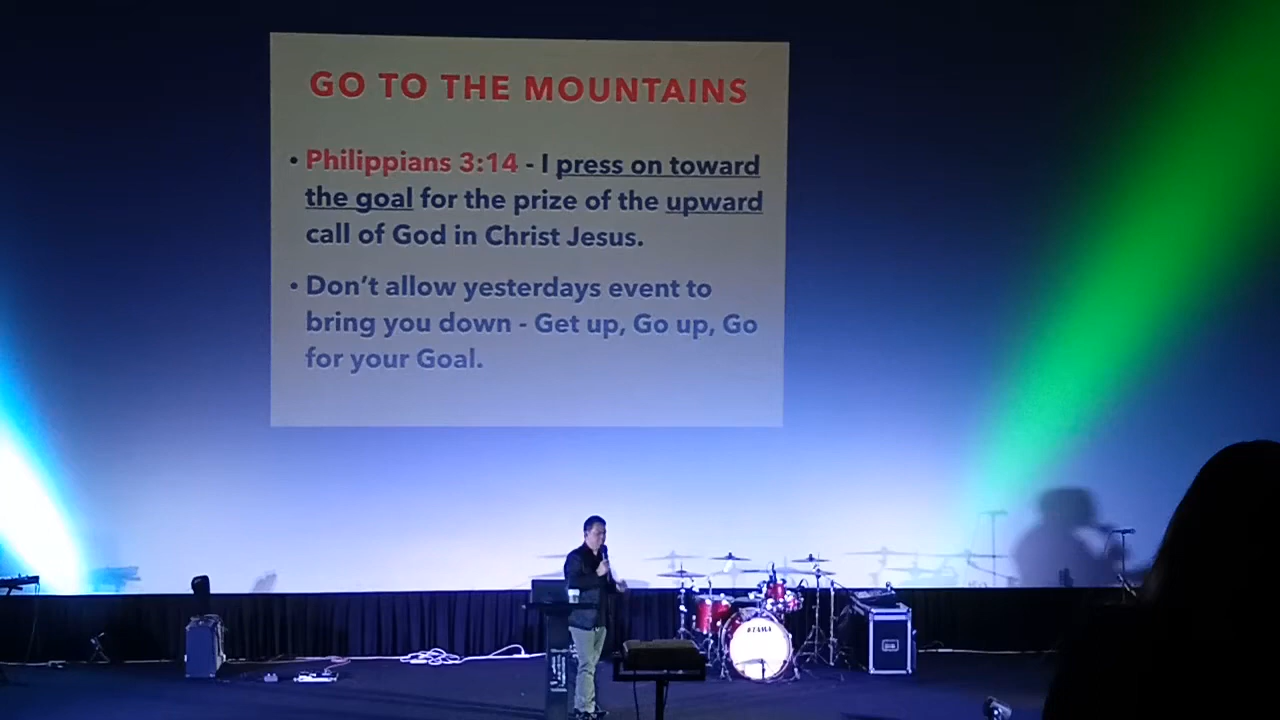 GO TO THE MOUNTAINS
• Philippians 3:14 - I press on toward
the goal for the prize of the upward
call of God in Christ Jesus.
• Don't allow yesterdays event to
bring you down - Get up, Go up, Go
for your Goal.
TAMA